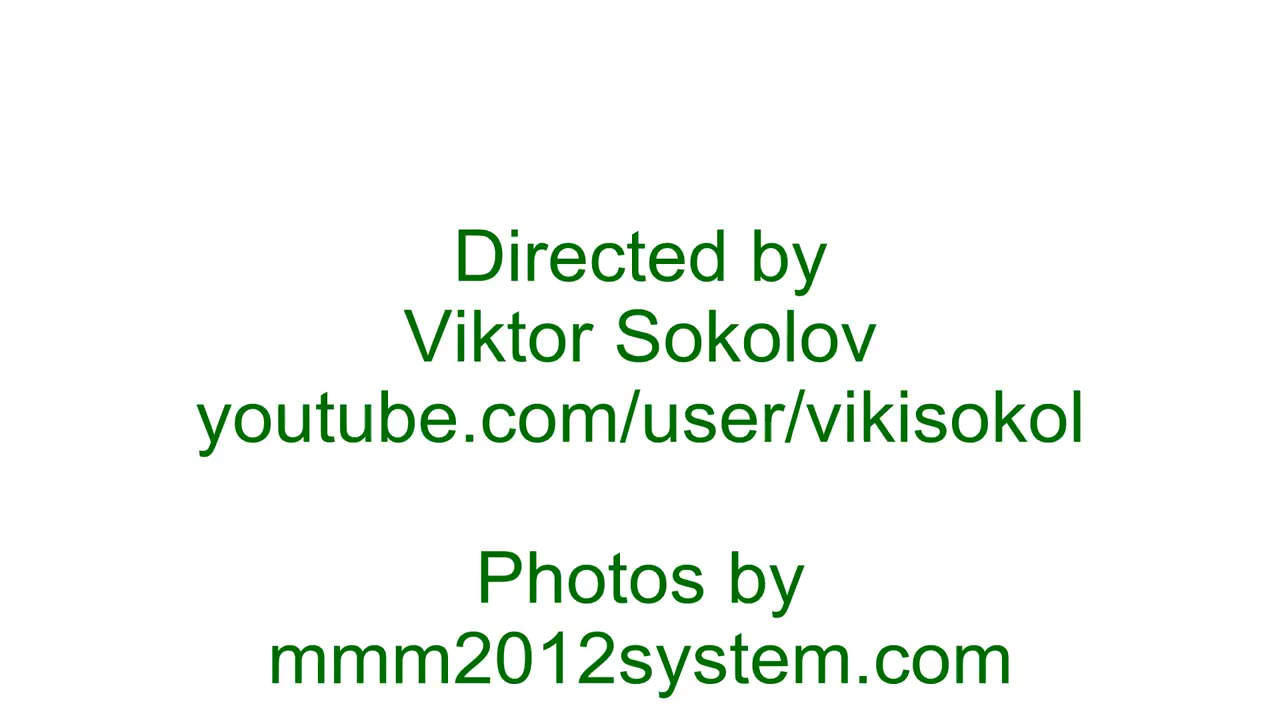 Directed by
Viktor Sokolov
youtube.com/user/vikisokol
Photos by
mmm2012system.com